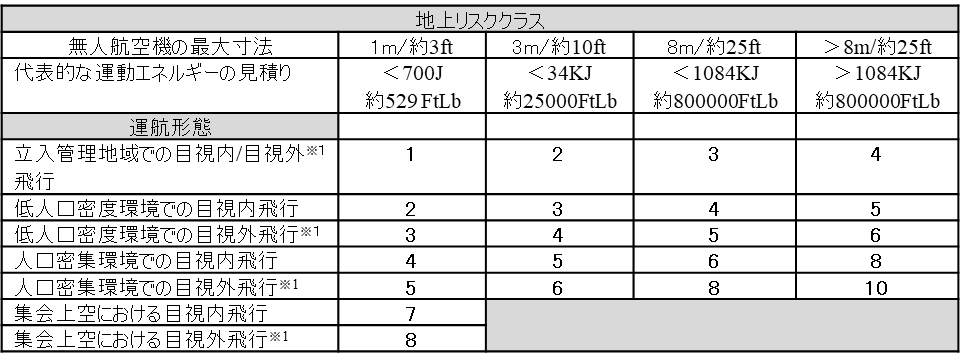 地上リスククラス
無人航空機の最大寸法 1m/約3ft 3m/約10ft 8m/約25ft ＞8m/約25ft
代表的な運動エネルギーの見積り ＜700J ＜34KJ ＜1084KJ ＞1084KJ
約529FtLb 約25000FtLb 約800000FtLb 約800000FtLb
運航形態
立入管理地域での目視内/目視外※1 1 2 3 4
飛行
低人口密度環境での目視内飛行 2 3 4 5
低人口密度環境での目視外飛行※1 3 4 5 6
人口密集環境での目視内飛行 4 5 6 8
人口密集環境での目視外飛行※1 5 6 8 10
集会上空における目視内飛行 7
集会上空における目視外飛行※1 8